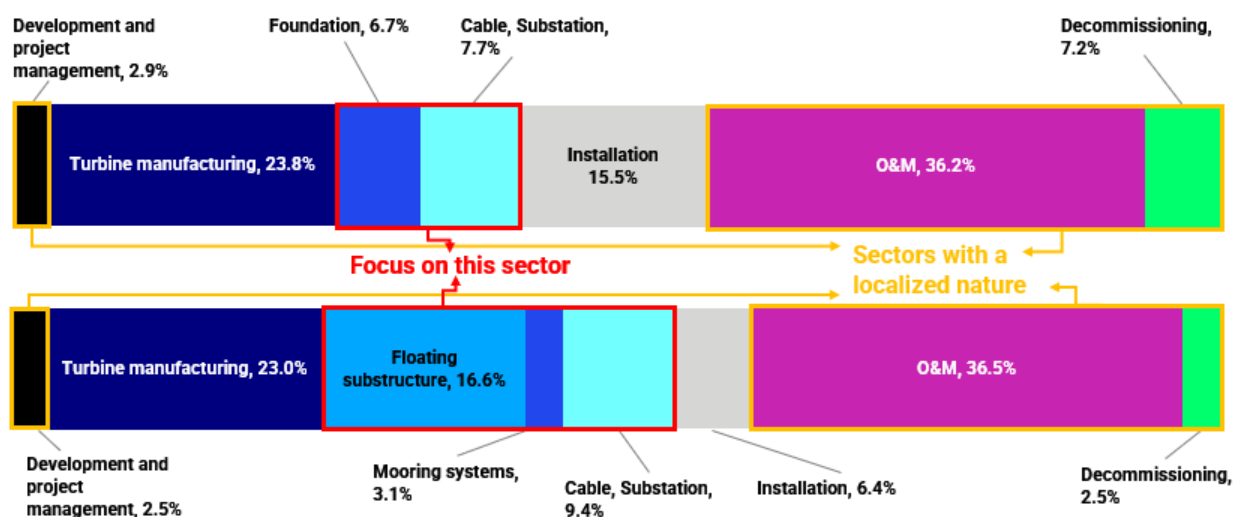 Development and
project
management, 2.9%
Foundation, 6.7%
Cable, Substation,
7.7%
Decommissioning,
7.2%
Turbine manufacturing, 23.8%
Installation
15.5%
O&M, 36.2%
Focus on this sector
Sectors with a
localized nature
Turbine manufacturing, 23.0%
Floating
substructure, 16.6%
O&M, 36.5%
Development and
project
management, 2.5%
Mooring systems,
3.1%
Cable, Substation,
9.4%
Installation, 6.4%
Decommissioning,
2.5%